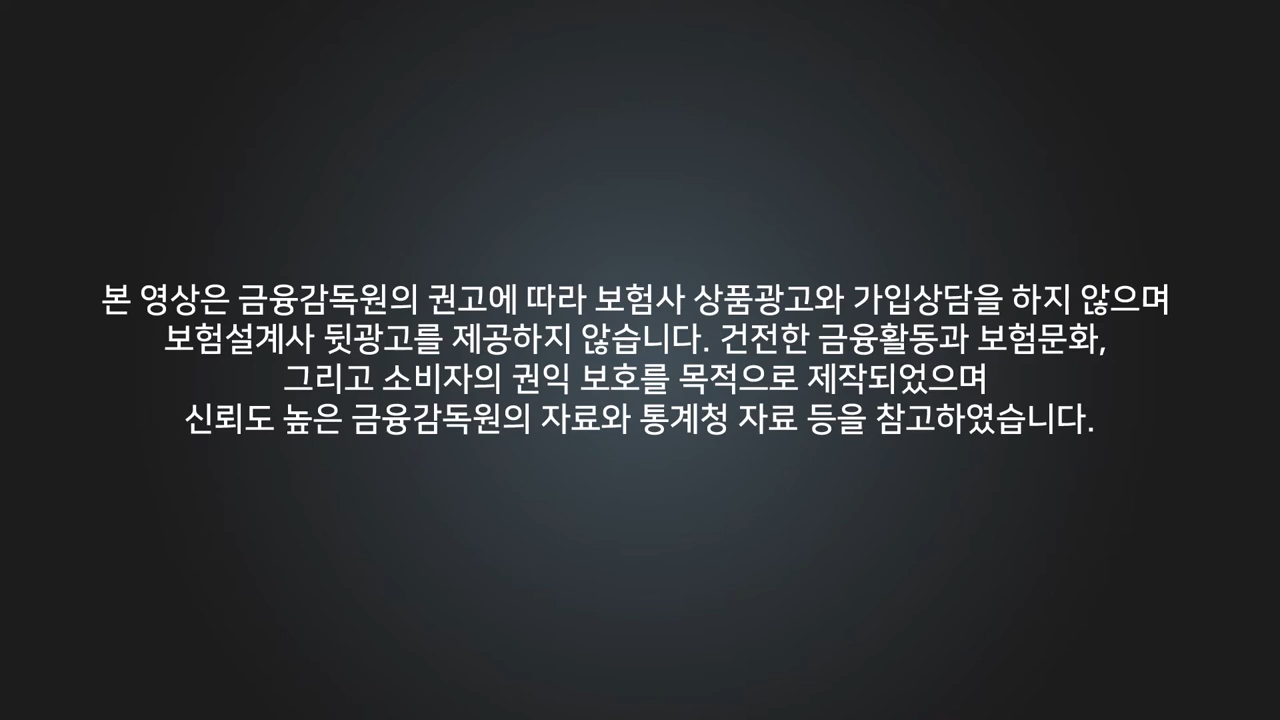 본 영상은 금융감독원의 권고에 따라 보험사 상품광고와 가입상담을 하지 않으며
보험설계사 뒷광고를 제공하지 않습니다. 건전한 금융활동과 보험문화,
그리고 소비자의 권익 보호를 목적으로 제작되었으며
신뢰도 높은 금융감독원의 자료와 통계청 자료 등을 참고하였습니다.